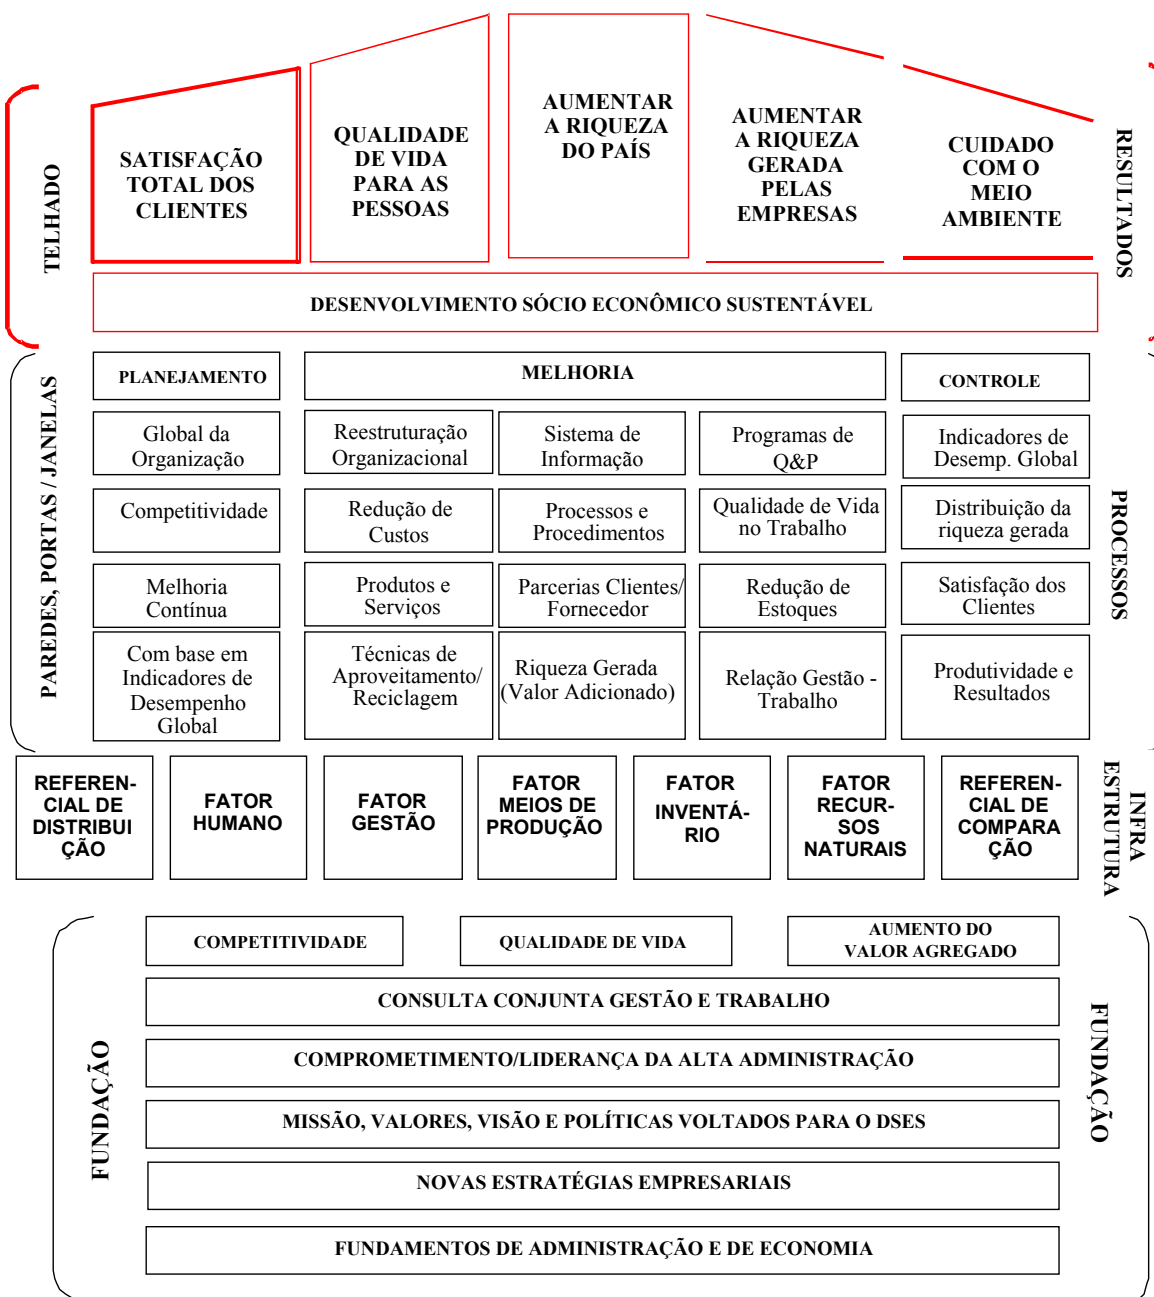 TELHADO
SATISFAÇÃO
TOTAL DOS
CLIENTES
QUALIDADE
DE VIDA
PARA AS
PESSOAS
AUMENTAR
A RIQUEZA
DO PAÍS
AUMENTAR
A RIQUEZA
GERADA
PELAS
EMPRESAS
CUIDADO
COM O
MEIO
AMBIENTE
RESULTADOS
DESENVOLVIMENTO SÓCIO ECONÔMICO SUSTENTÁVEL
PAREDES, PORTAS / JANELAS
PLANEJAMENTO
MELHORIA
CONTROLE
PROCESSOS
Global da
Organização
Reestruturação
Organizacional
Sistema de
Informação
Programas de
Q&P
Indicadores de
Desemp. Global
Competitividade
Redução de
Custos
Processos e
Procedimentos
Qualidade de Vida
no Trabalho
Distribuição da
riqueza gerada
Melhoria
Contínua
Produtos e
Serviços
Parcerias Clientes/
Fornecedor
Redução de
Estoques
Satisfação dos
Clientes
Com base em
Indicadores de
Desempenho
Global
Técnicas de
Aproveitamento/
Reciclagem
Riqueza Gerada
(Valor Adicionado)
Relação Gestão -
Trabalho
Produtividade e
Resultados
REFEREN-
CIAL DE
DISTRIBUI
ÇÃO
FATOR
HUMANO
FATOR
GESTÃO
FATOR
MEIOS DE
PRODUÇÃO
FATOR
INVENTÁ-
RIO
FATOR
RECUR-
SOS
NATURAIS
REFEREN-
CIAL DE
COMPARA
ÇÃO
INFRA
ESTRUTURA
FUNDAÇÃO
COMPETITIVIDADE
QUALIDADE DE VIDA
AUMENTO DO
VALOR AGREGADO
CONSULTA CONJUNTA GESTÃO E TRABALHO
COMPROMETIMENTO/LIDERANÇA DA ALTA ADMINISTRAÇÃO
MISSÃO, VALORES, VISÃO E POLÍTICAS VOLTADOS PARA O DSES
NOVAS ESTRATÉGIAS EMPRESARIAIS
FUNDAMENTOS DE ADMINISTRAÇÃO E DE ECONOMIA
FUNDAÇÃO